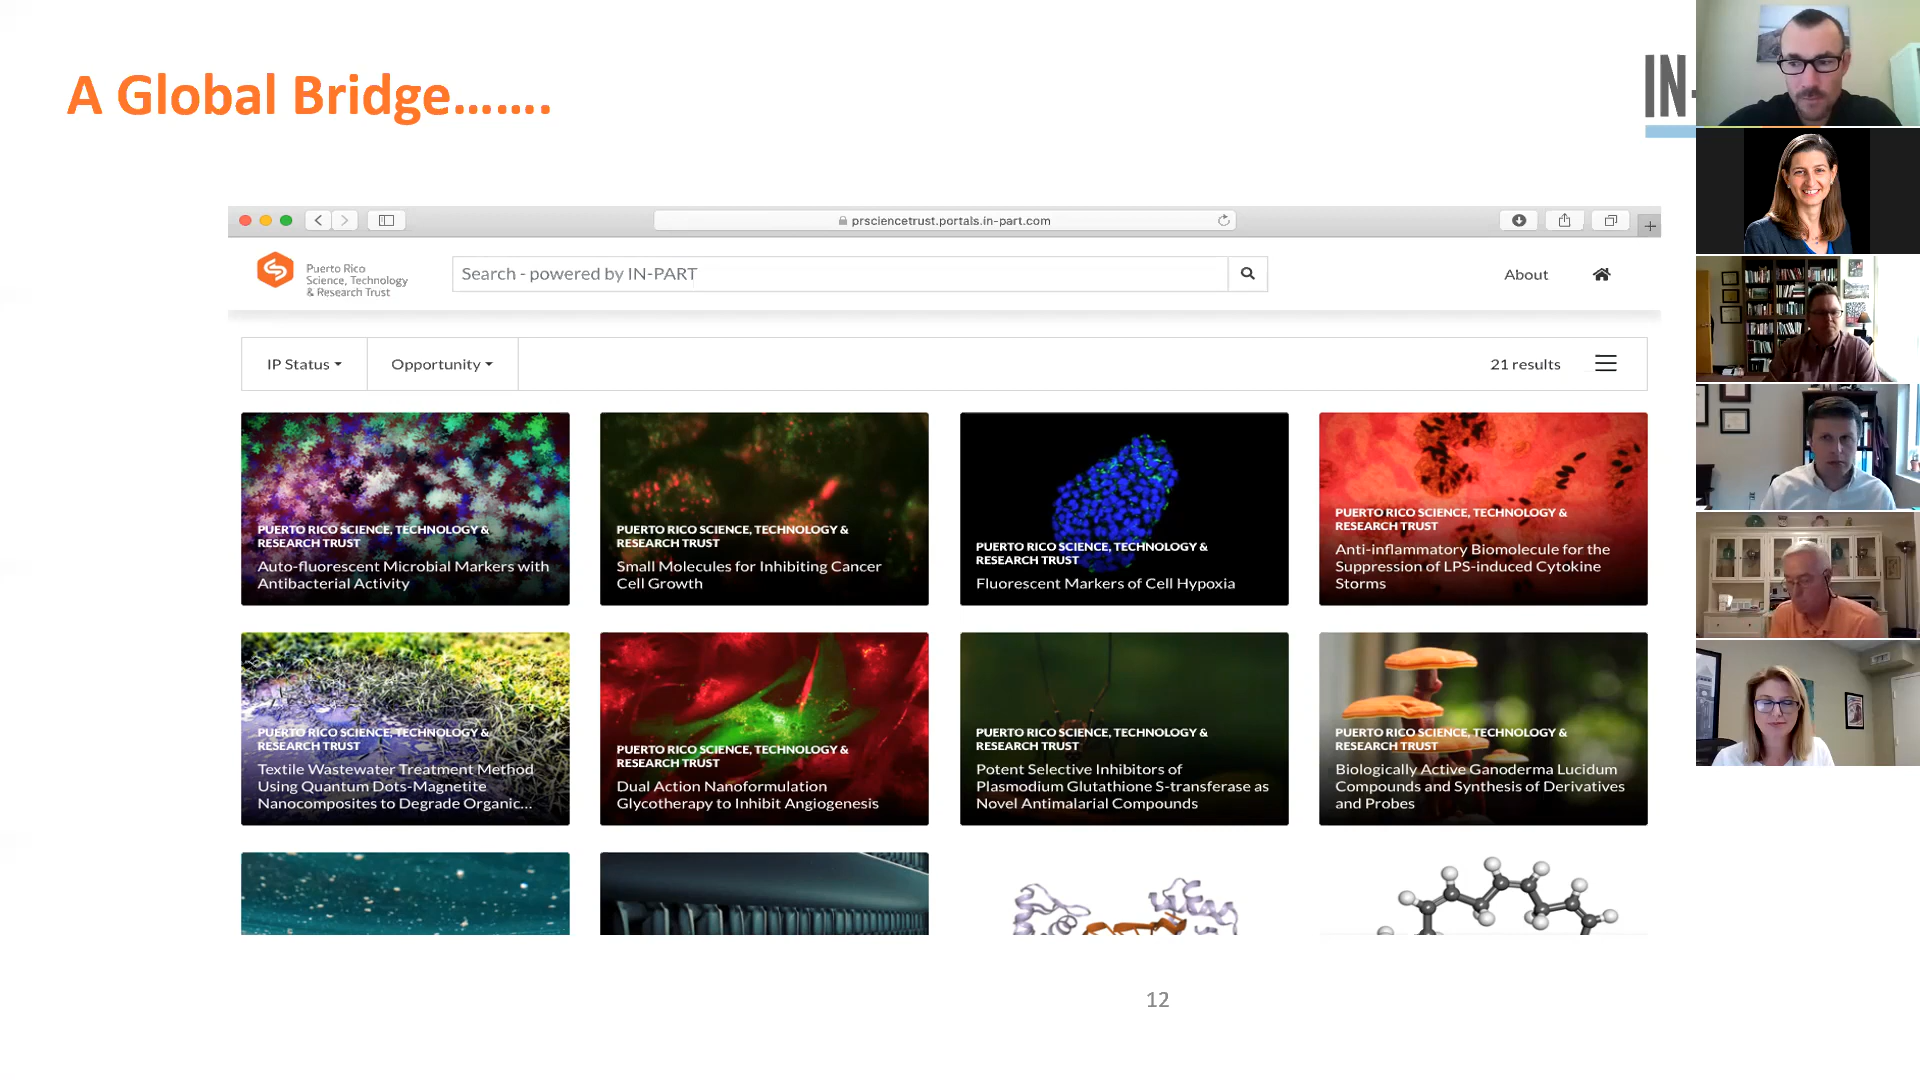 A Global Bridge.......
IN-
prsciencetrust.portals.in-part.com
Puerto Rico
Science, Technology
& Research Trust
Search - powered by IN-PART
About
IP Status
Opportunity
21 results
PUERTO RICO SCIENCE, TECHNOLOGY &
RESEARCH TRUST
Auto-fluorescent Microbial Markers with
Antibacterial Activity
PUERTO RICO SCIENCE, TECHNOLOGY &
RESEARCH TRUST
Small Molecules for Inhibiting Cancer
Cell Growth
PUERTO RICO SCIENCE, TECHNOLOGY &
RESEARCH TRUST
Fluorescent Markers of Cell Hypoxia
PUERTO RICO SCIENCE, TECHNOLOGY &
RESEARCH TRUST
Anti-inflammatory Biomolecule for the
Suppression of LPS-induced Cytokine
Storms
PUERTO RICO SCIENCE, TECHNOLOGY &
RESEARCH TRUST
Textile Wastewater Treatment Method
Using Quantum Dots-Magnetite
Nanocomposites to Degrade Organic...
PUERTO RICO SCIENCE, TECHNOLOGY &
RESEARCH TRUST
Dual Action Nanoformulation
Glycotherapy to Inhibit Angiogenesis
PUERTO RICO SCIENCE, TECHNOLOGY &
RESEARCH TRUST
Potent Selective Inhibitors of
Plasmodium Glutathione S-transferase as
Novel Antimalarial Compounds
PUERTO RICO SCIENCE, TECHNOLOGY &
RESEARCH TRUST
Biologically Active Ganoderma Lucidum
Compounds and Synthesis of Derivatives
and Probes
12